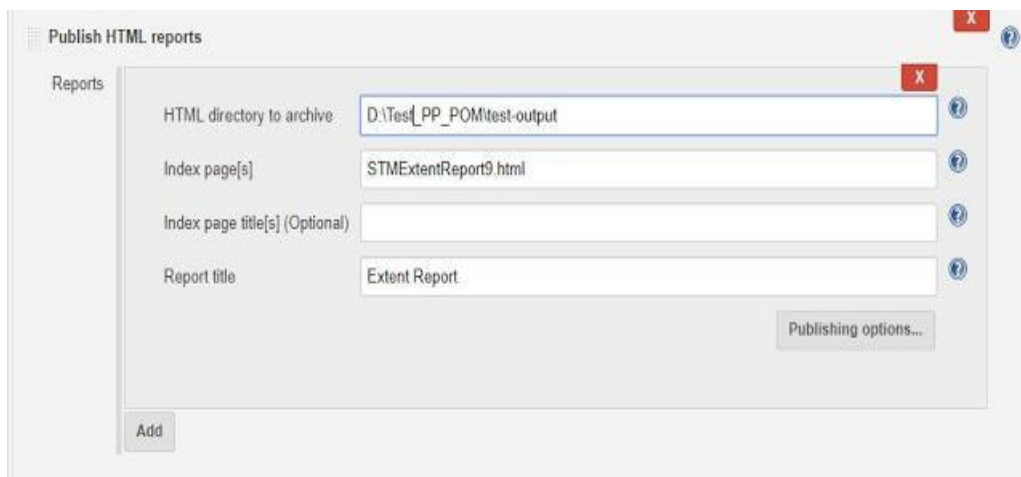 X
Publish HTML reports
Reports
X
HTML directory to archive
D:\Test_PP_POM\test-output
Index page[s]
STMExtentReport9.html
Index page title[s] (Optional)
Report title
Extent Report
Publishing options...
Add